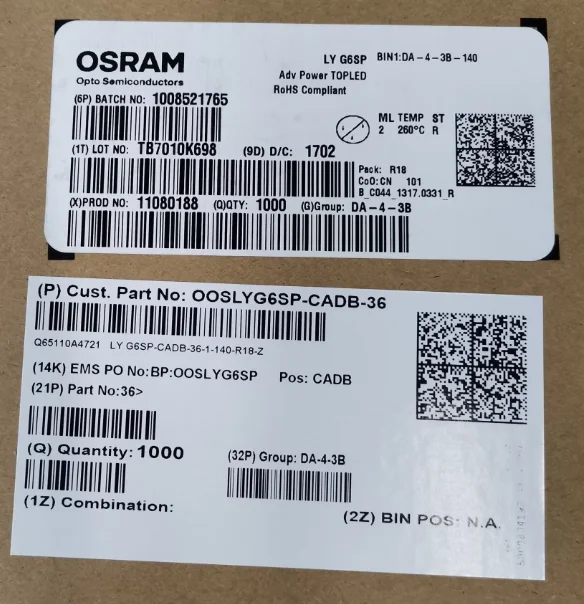 OSRAM
Opto Semiconductors
LY G6SP BIN1:DA-4-3B-140
Adv Power TOPLED
RoHS Compliant
(6P) BATCH NO: 1008521765
ML TEMP ST
2 260°C R
(1T) LOT NO: TB7010K698 (9D) D/C: 1702
Pack: R18
CoO:CN 101
B_C044_1317.0331_R
(X)PROD NO: 11080188 (Q)QTY: 1000 (G)Group: DA-4-3B
(P) Cust. Part No: OOSLYG6SP-CADB-36
Q65110A4721 LY G6SP-CADB-36-1-140-R18-Z
(14K) EMS PO No:BP:OOSLYG6SP Pos: CADB
(21P) Part No:36>
(Q) Quantity: 1000
(32P) Group: DA-4-3B
(1Z) Combination:
(2Z) BIN POS: N.A.